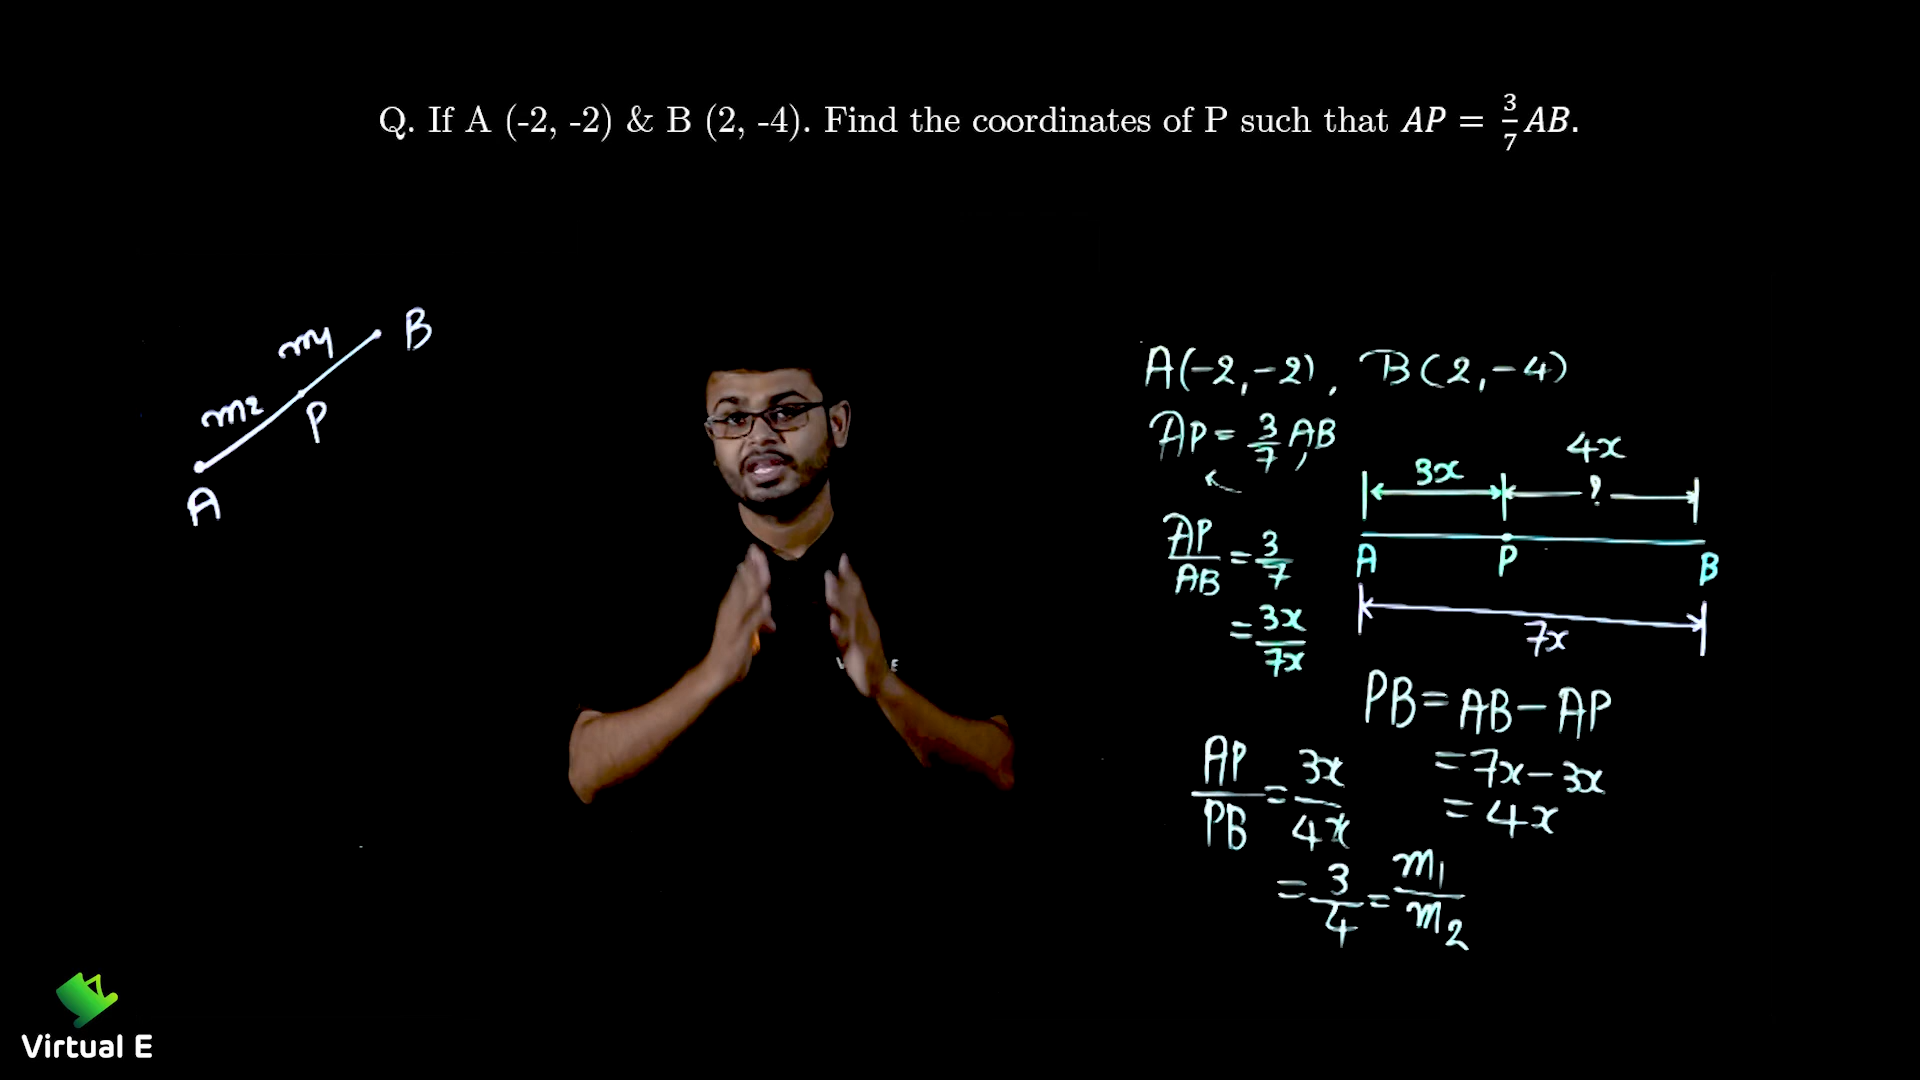 Q. If A (-2, -2) & B (2, -4). Find the coordinates of P such that AP = 3/7 AB.
m1 B
m2 P
A
A(-2,-2), B(2,-4)
AP = 3/7 AB
AP/AB = 3/7
= 3x/7x
3x 4x
?
A P B
7x
PB = AB - AP
= 7x - 3x
= 4x
AP/PB = 3x/4x
= 3/4 = m1/m2
V E
Virtual E